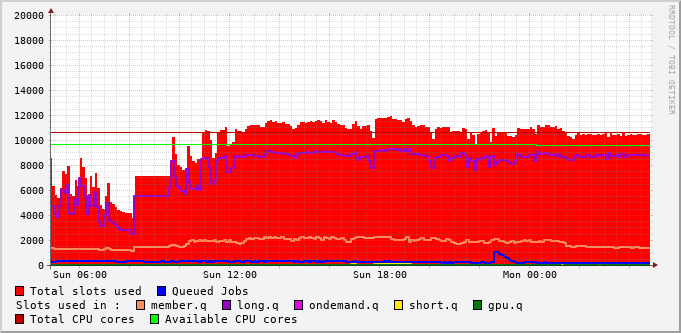 20000
18000
16000
14000
12000
10000
8000
6000
4000
2000
0
Sun 06:00 Sun 12:00 Sun 18:00 Mon 00:00
RRDTOOL / TOBI OETIKER
Total slots used Queued Jobs
Slots used in : member.q long.q ondemand.q short.q gpu.q
Total CPU cores Available CPU cores